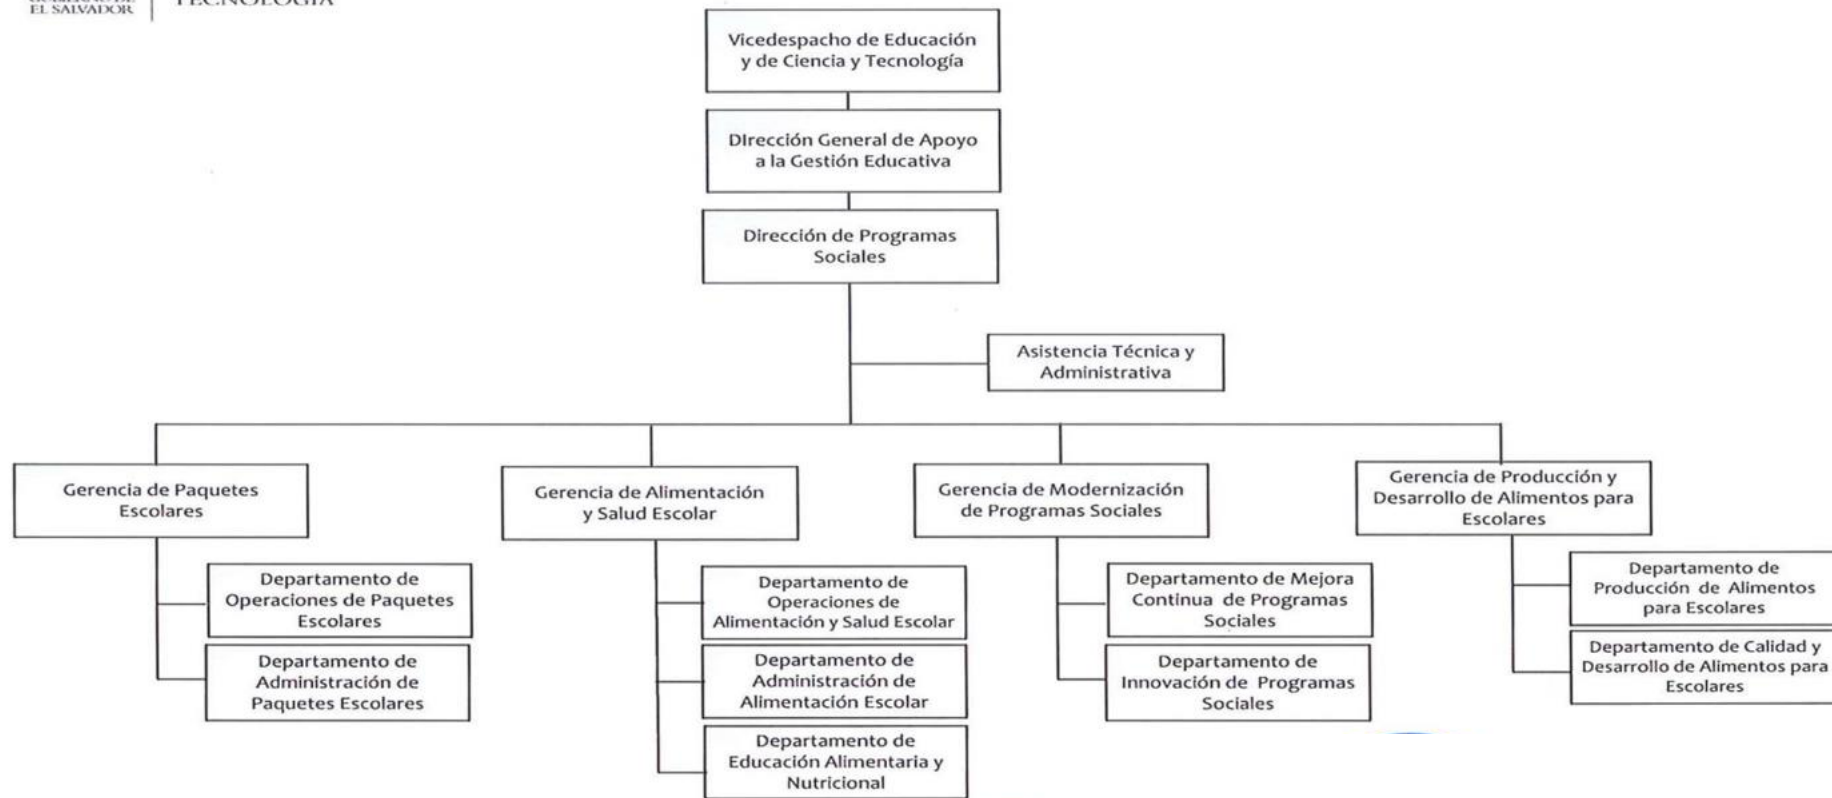 EL SALVADOR
TECNOLOGÍA
Vicedespacho de Educación
y de Ciencia y Tecnología
DIrección General de Apoyo
a la Gestión Educativa
Dirección de Programas
Sociales
Asistencia Técnica y
Administrativa
Gerencia de Paquetes
Escolares
Departamento de
Operaciones de Paquetes
Escolares
Departamento de
Administración de
Paquetes Escolares
Gerencia de Alimentación
y Salud Escolar
Departamento de
Operaciones de
Alimentación y Salud Escolar
Departamento de
Administración de
Alimentación Escolar
Departamento de
Educación Alimentaria y
Nutricional
Gerencia de Modernización
de Programas Sociales
Departamento de Mejora
Continua de Programas
Sociales
Departamento de
Innovación de Programas
Sociales
Gerencia de Producción y
Desarrollo de Alimentos para
Escolares
Departamento de
Producción de Alimentos
para Escolares
Departamento de Calidad y
Desarrollo de Alimentos para
Escolares